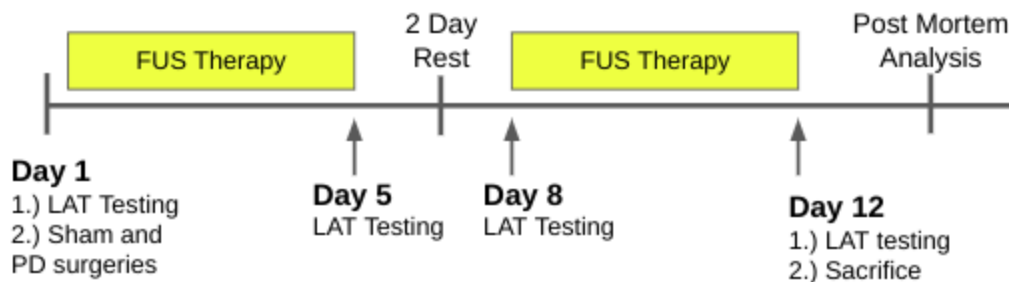 FUS Therapy
2 Day
Rest
FUS Therapy
Post Mortem
Analysis
Day 1
1.) LAT Testing
2.) Sham and
PD surgeries
Day 5
LAT Testing
Day 8
LAT Testing
Day 12
1.) LAT testing
2.) Sacrifice